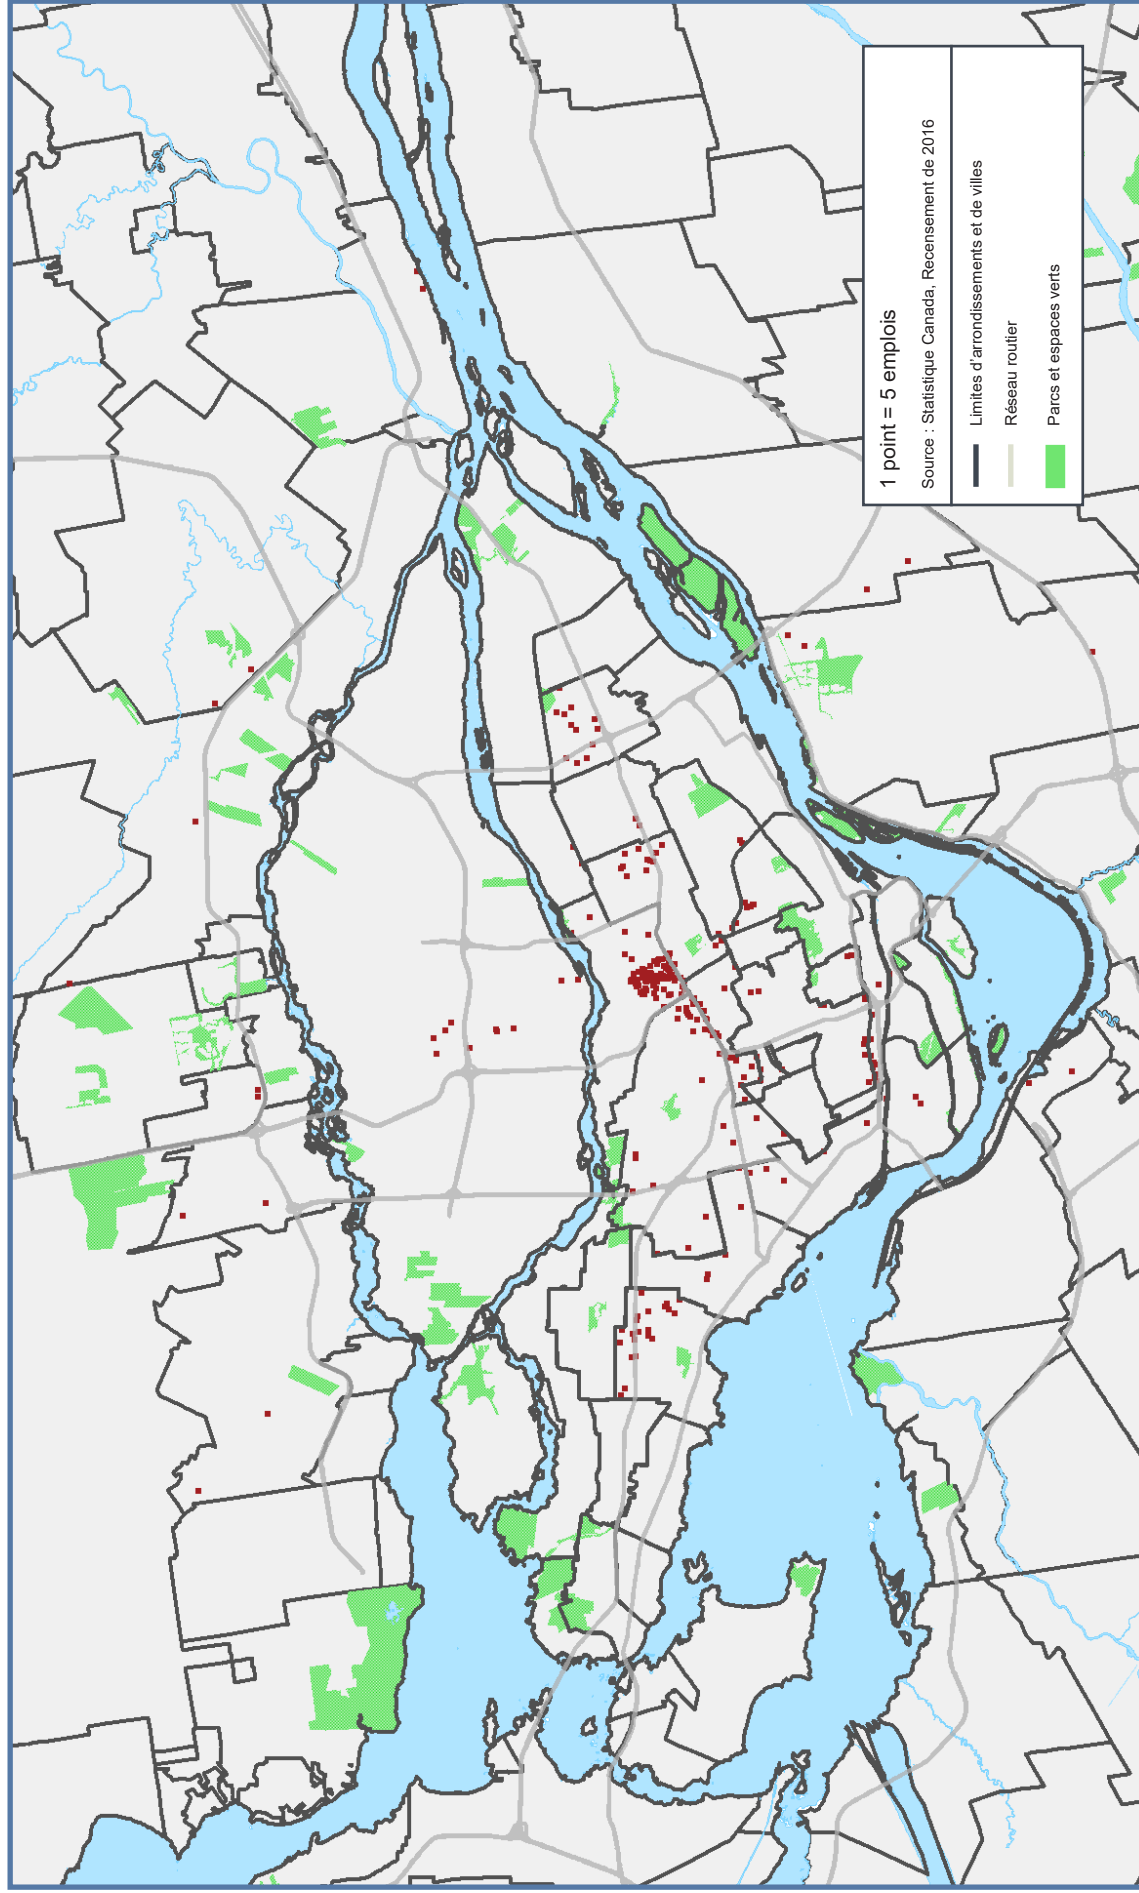 1 point = 5 emplois
Source : Statistique Canada, Recensement de 2016
Limites d'arrondissements et de villes
Réseau routier
Parcs et espaces verts